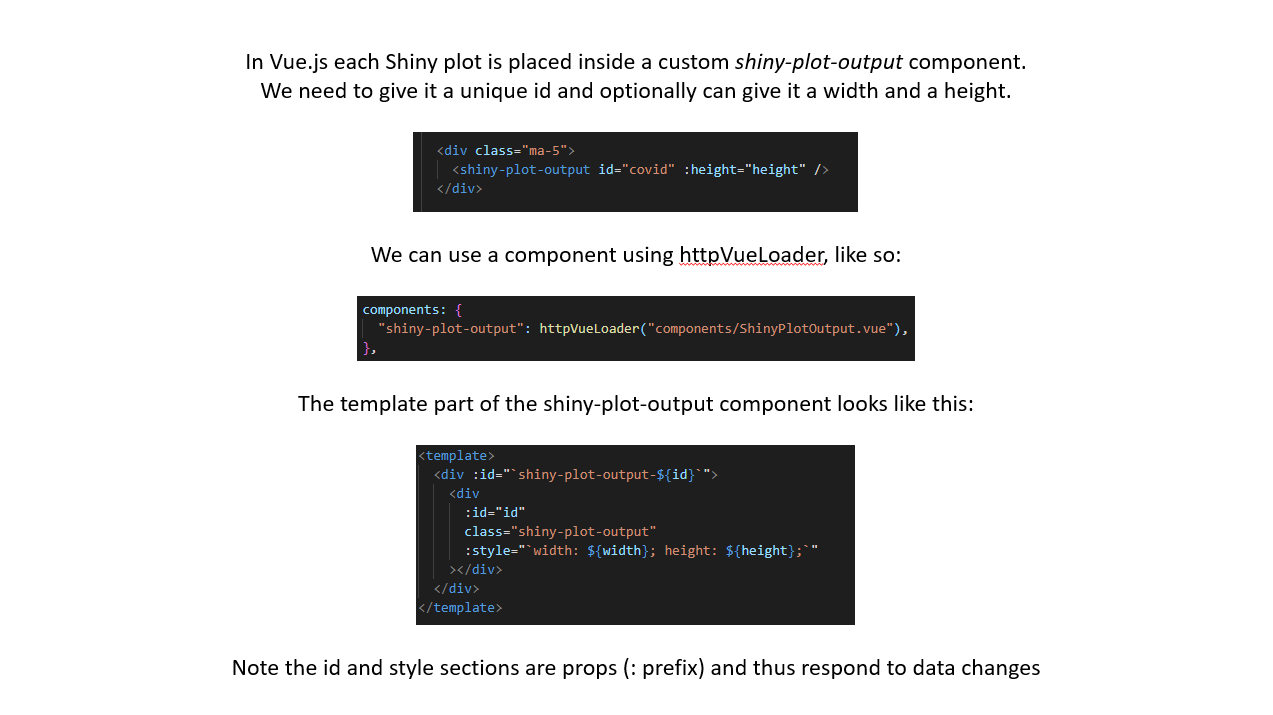 In Vue.js each Shiny plot is placed inside a custom shiny-plot-output component.
We need to give it a unique id and optionally can give it a width and a height.
<div class="ma-5">
<shiny-plot-output id="covid" :height="height" />
</div>
We can use a component using httpVueLoader, like so:
components: {
"shiny-plot-output": httpVueLoader("components/ShinyPlotOutput.vue"),
},
The template part of the shiny-plot-output component looks like this:
<template>
<div :id="`shiny-plot-output-${id}`">
<div
:id="id"
class="shiny-plot-output"
:style="`width: ${width}; height: ${height};`"
></div>
</div>
</template>
Note the id and style sections are props (: prefix) and thus respond to data changes